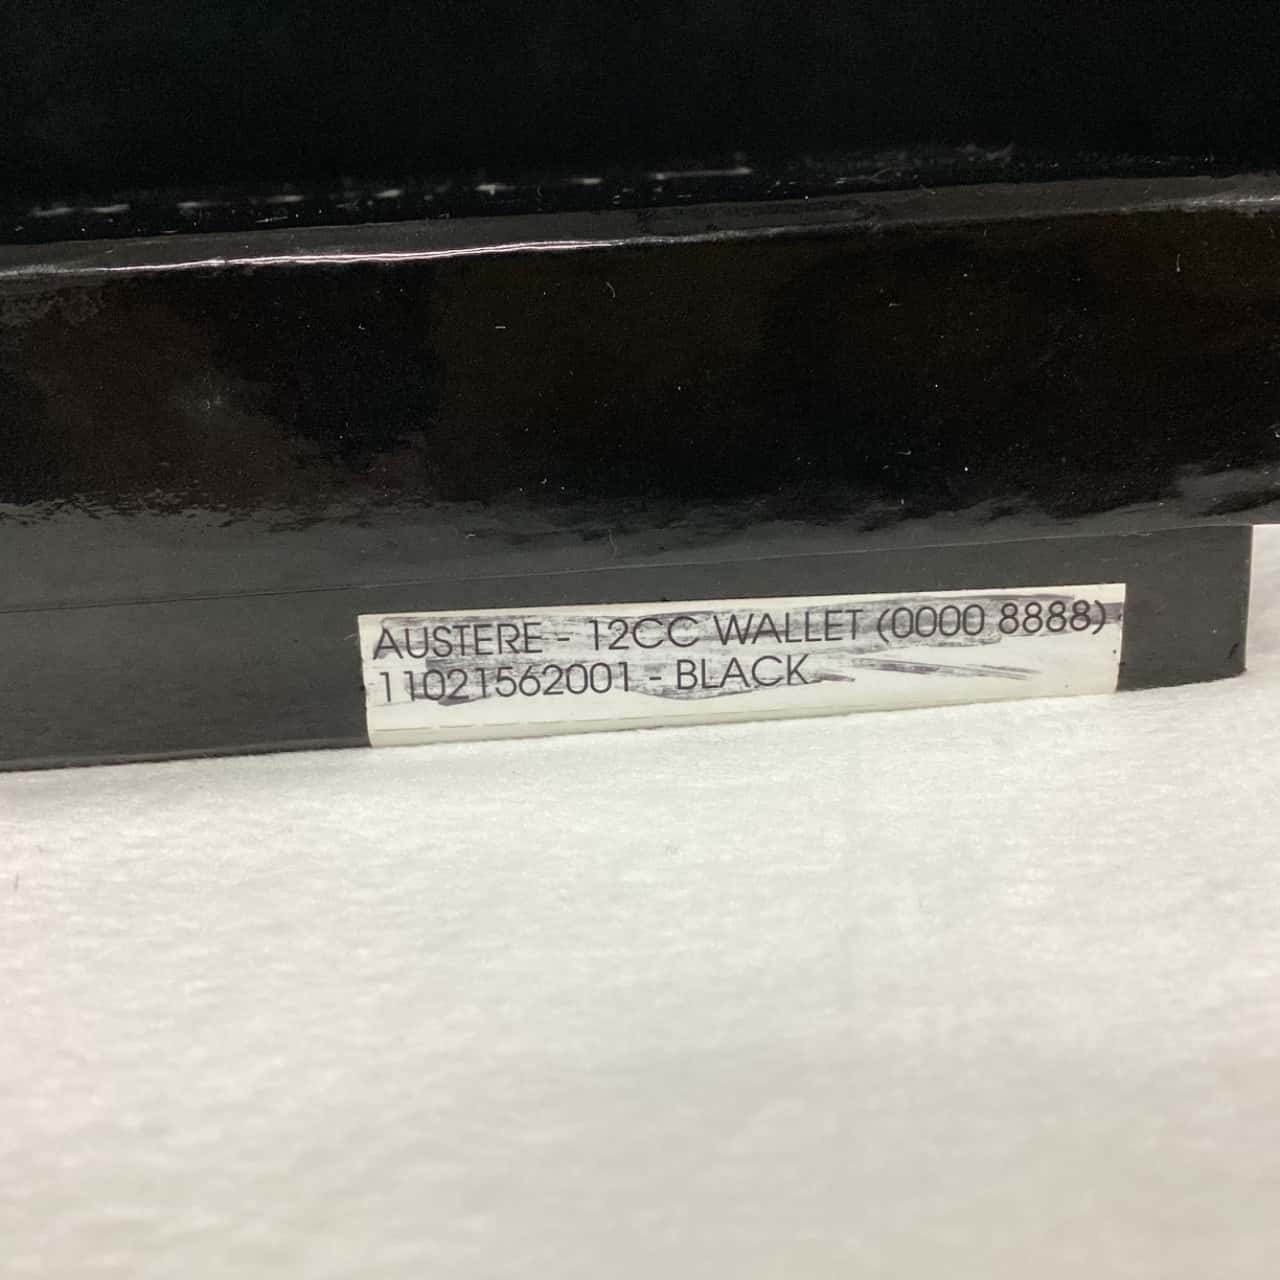 AUSTERE - 12CC WALLET (0000 8888)
11021562001 - BLACK